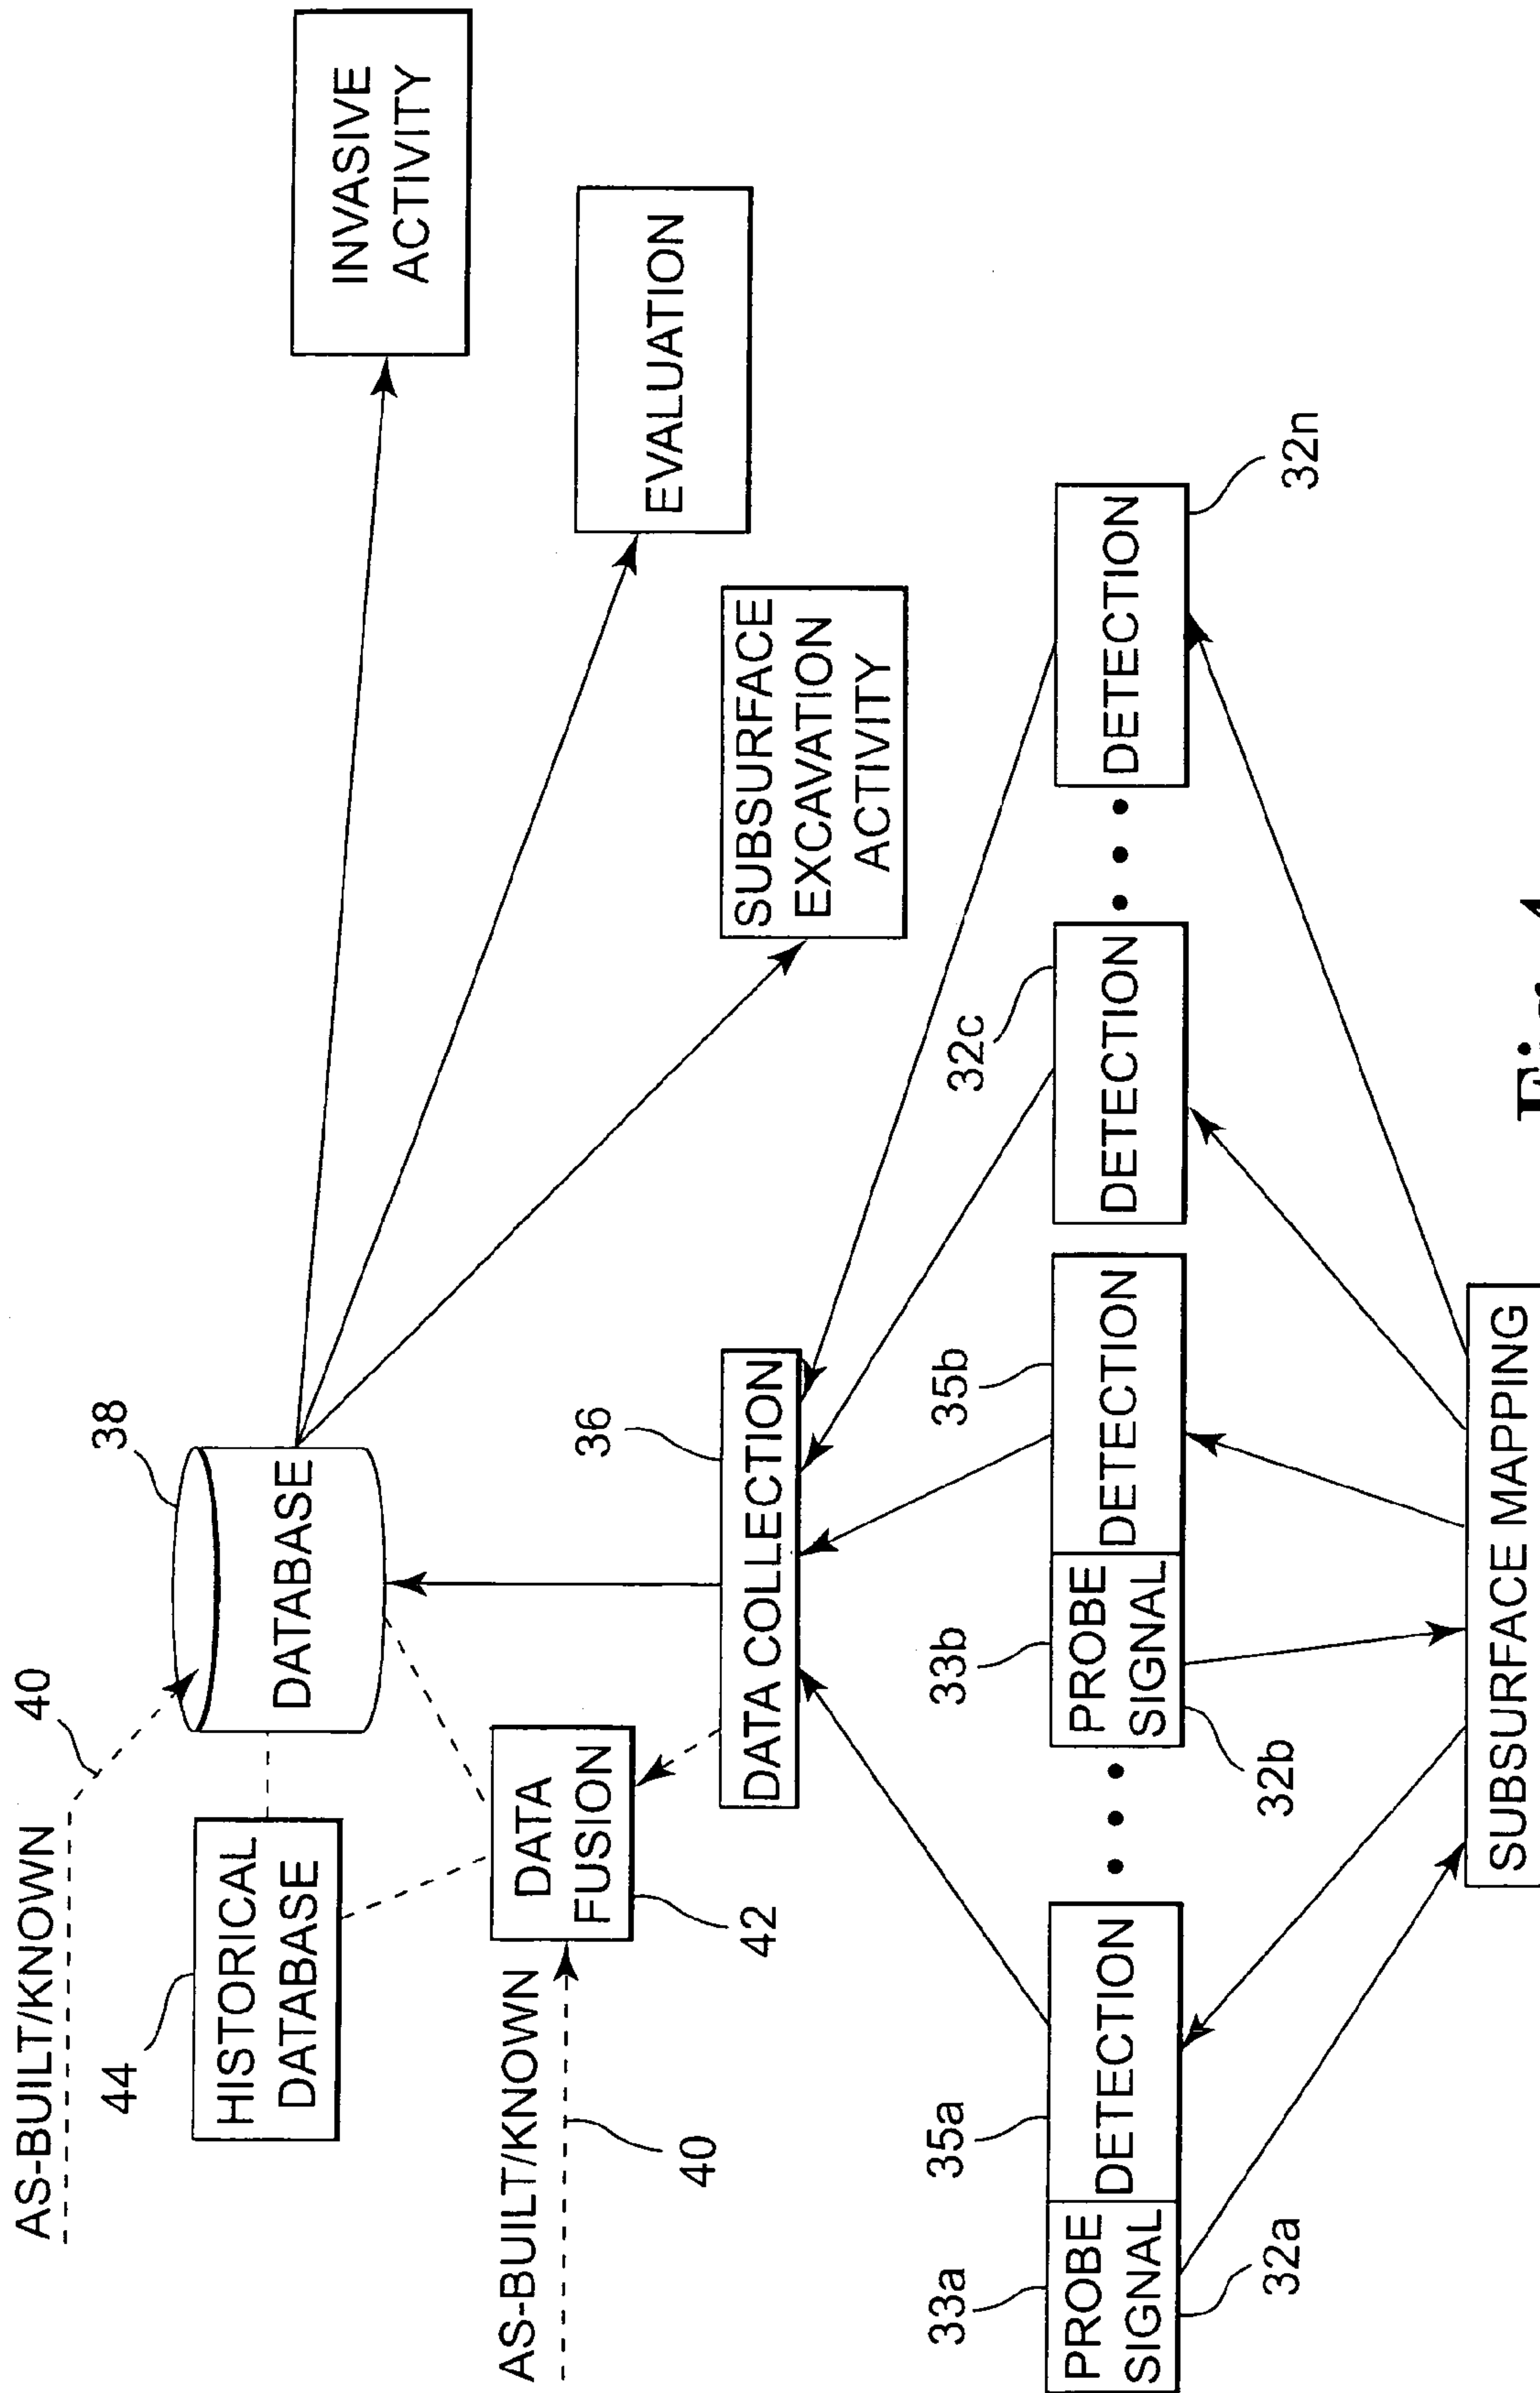 AS-BUILT/KNOWN
40
38
44
HISTORICAL
DATABASE
DATABASE
INVASIVE
ACTIVITY
AS-BUILT/KNOWN
40
DATA
FUSION
42
36
DATA COLLECTION
EVALUATION
SUBSURFACE
EXCAVATION
ACTIVITY
33a
35a
PROBE
SIGNAL
DETECTION
32a
33b
35b
PROBE
SIGNAL
DETECTION
32b
32c
DETECTION
DETECTION
32n
SUBSURFACE MAPPING